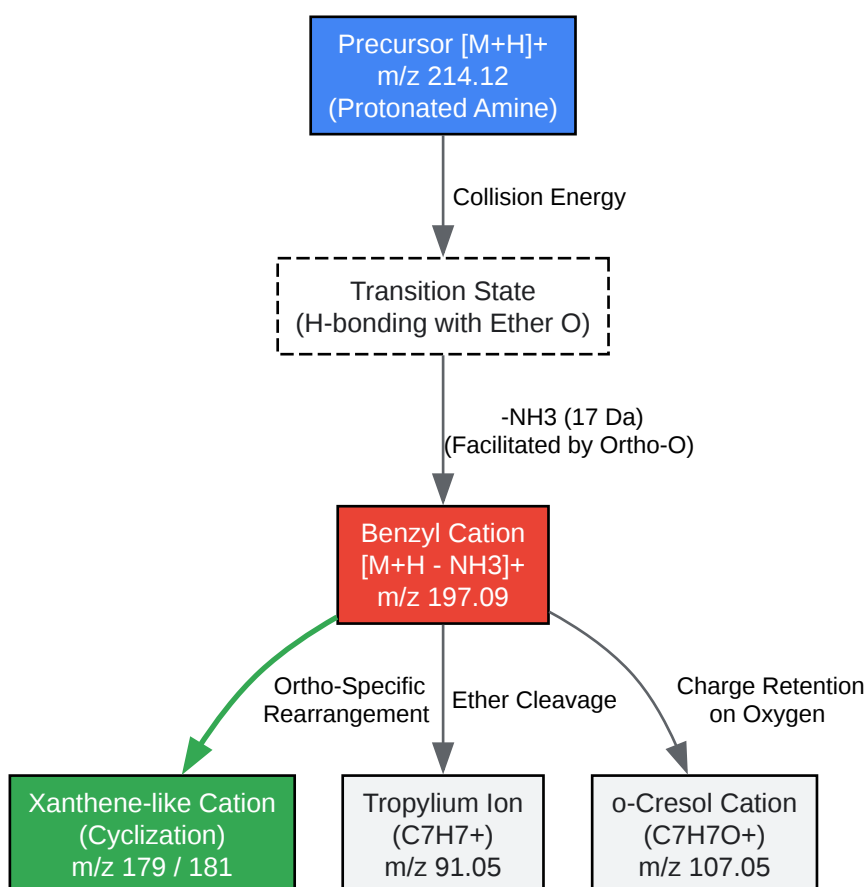 Precursor [M+H]+
m/z 214.12
(Protonated Amine)
Collision Energy
Transition State
(H-bonding with Ether O)
-NH3 (17 Da)
(Facilitated by Ortho-O)
Benzyl Cation
[M+H - NH3]+
m/z 197.09
Ortho-Specific
Rearrangement
Ether Cleavage
Charge Retention
on Oxygen
Xanthene-like Cation
(Cyclization)
m/z 179 / 181
Tropylium Ion
(C7H7+)
m/z 91.05
o-Cresol Cation
(C7H7O+)
m/z 107.05